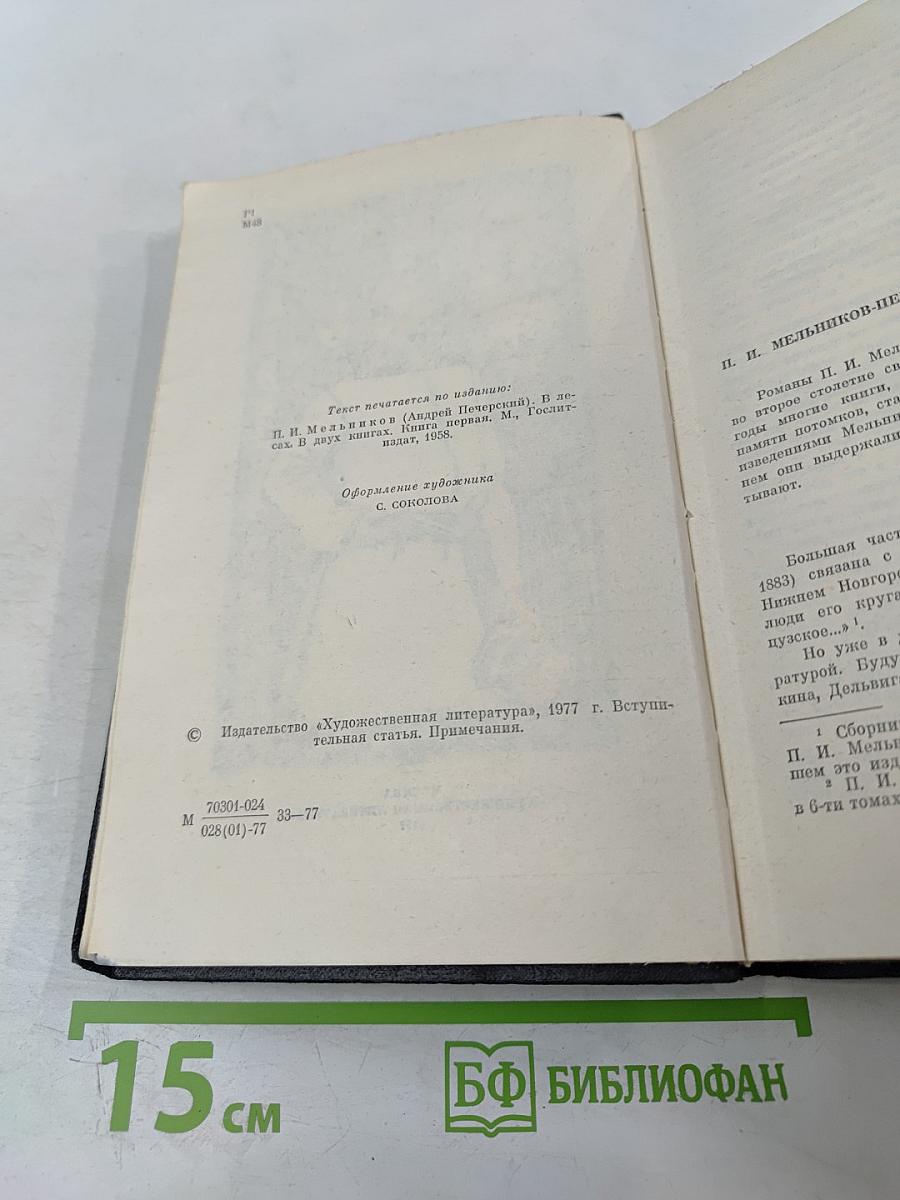 М48
Текст печатается по изданию:
П. И. Мельников (Андрей Печерский). В ле-
сах. В двух книгах. Книга первая. М., Гослит-
издат, 1958.
Оформление художника
С. СОКОЛОВА
© Издательство «Художественная литература», 1977 г. Вступи-
тельная статья. Примечания.
М 70301-024 33—77
028(01)-77
П. И. МЕЛЬНИКОВ-ПЕ
Романы П. И. Мел
во второе столетие св
годы многие книги,
памяти потомков, ста
изведениями Мельн
нем они выдержали
тывают.
Большая част
1883) связана с
Нижнем Новгоро
люди его круга
цузское...» 1.
Но уже в д
ратурой. Буду
кина, Дельвиг
1 Сборни
П. И. Мель
шем это изд
2 П. И.
в 6-ти томах
15 см
БФ БИБЛИОФАН